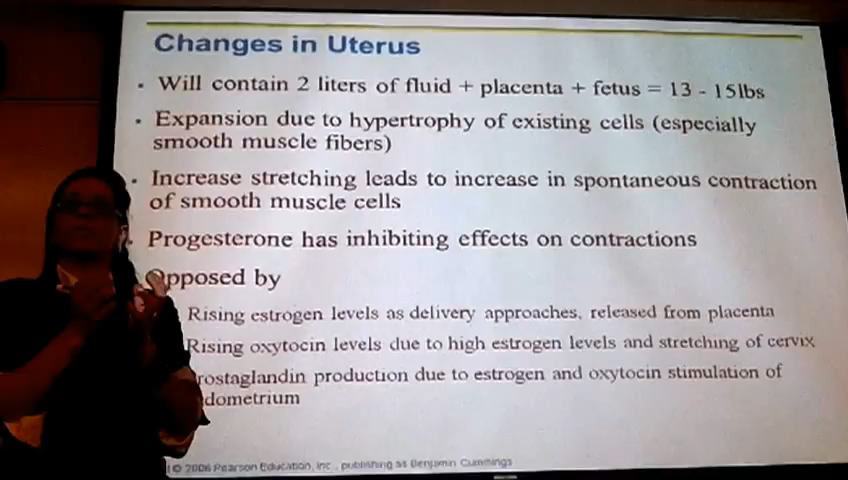 Changes in Uterus
• Will contain 2 liters of fluid + placenta + fetus = 13 - 15lbs
• Expansion due to hypertrophy of existing cells (especially
smooth muscle fibers)
• Increase stretching leads to increase in spontaneous contraction
of smooth muscle cells
• Progesterone has inhibiting effects on contractions
Opposed by
Rising estrogen levels as delivery approaches, released from placenta
Rising oxytocin levels due to high estrogen levels and stretching of cervix
rostaglandin production due to estrogen and oxytocin stimulation of
dometrium
© 2006 Pearson Education, Inc., publishing as Benjamin Cummings